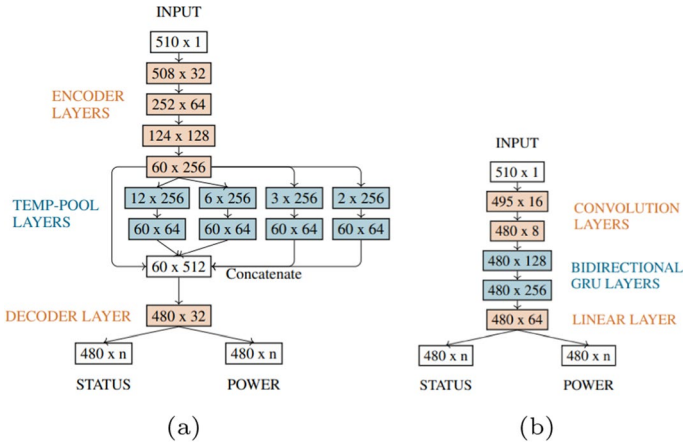 INPUT
510 x 1
508 x 32
ENCODER
LAYERS
252 x 64
124 x 128
60 x 256
TEMP-POOL
LAYERS
12 x 256
6 x 256
3 x 256
2 x 256
60 x 64
60 x 64
60 x 64
60 x 64
60 x 512
Concatenate
DECODER LAYER
480 x 32
480 x n
480 x n
STATUS
POWER
(a)
INPUT
510 x 1
495 x 16
CONVOLUTION
LAYERS
480 x 8
480 x 128
BIDIRECTIONAL
GRU LAYERS
480 x 256
480 x 64
LINEAR LAYER
480 x n
480 x n
STATUS
POWER
(b)